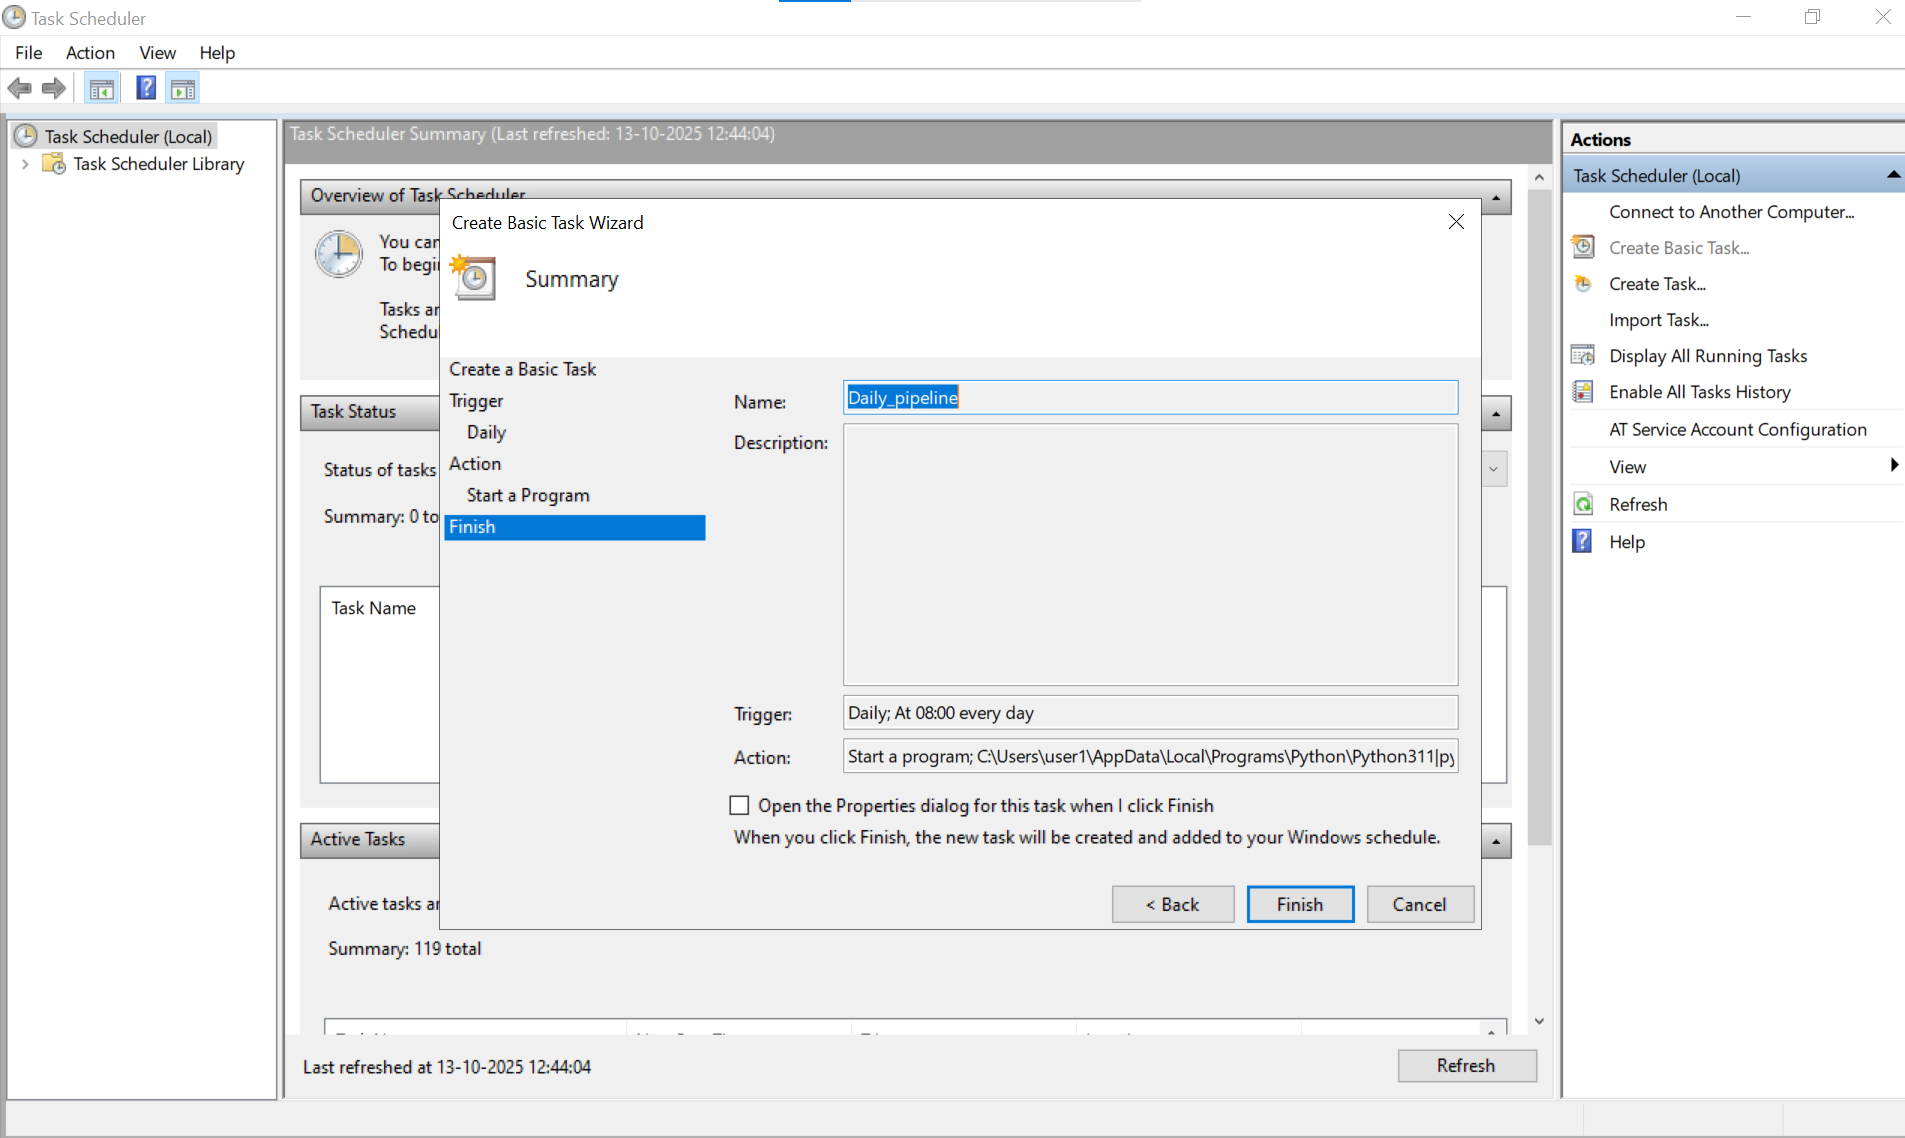 Task Scheduler
File Action View Help
Task Scheduler (Local)
Task Scheduler Library
Task Scheduler Summary (Last refreshed: 13-10-2025 12:44:04)
Overview of Task Scheduler
You can
To begi
Tasks ar
Schedul
Task Status
Status of tasks
Summary: 0 to
Task Name
Active Tasks
Active tasks ar
Summary: 119 total
Last refreshed at 13-10-2025 12:44:04
Refresh
Create Basic Task Wizard
Summary
Create a Basic Task
Trigger
Daily
Action
Start a Program
Finish
Name:
Daily_pipeline
Description:
Trigger:
Daily; At 08:00 every day
Action:
Start a program; C:\Users\user1\AppData\Local\Programs\Python\Python311|py
Open the Properties dialog for this task when I click Finish
When you click Finish, the new task will be created and added to your Windows schedule.
< Back
Finish
Cancel
Actions
Task Scheduler (Local)
Connect to Another Computer...
Create Basic Task...
Create Task...
Import Task...
Display All Running Tasks
Enable All Tasks History
AT Service Account Configuration
View
Refresh
Help